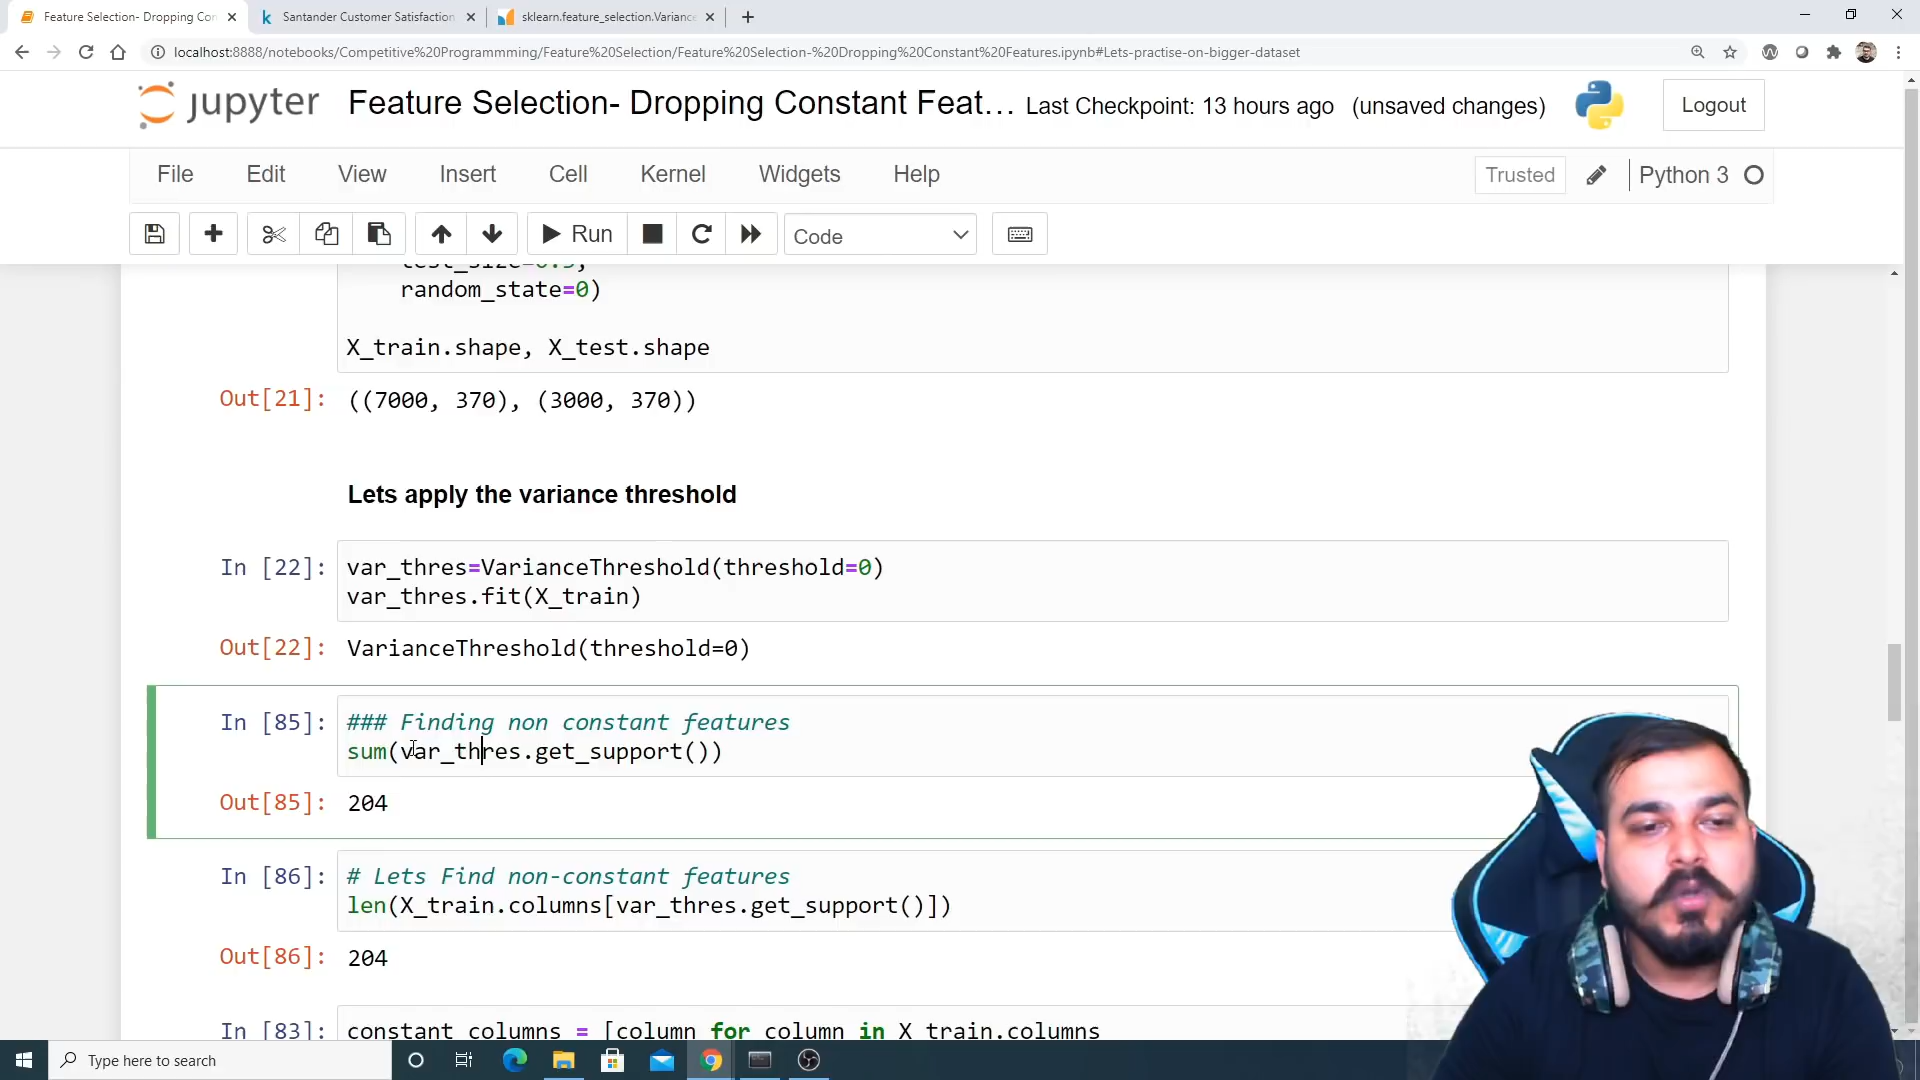 Feature Selection- Dropping Con
Santander Customer Satisfaction
sklearn.feature_selection.Varianc
localhost:8888/notebooks/Competitive%20Programmming/Feature%20Selection/Feature%20Selection-%20Dropping%20Constant%20Features.ipynb#Lets-practise-on-bigger-dataset
jupyter
Feature Selection- Dropping Constant Feat... Last Checkpoint: 13 hours ago (unsaved changes)
Logout
File Edit View Insert Cell Kernel Widgets Help
Trusted
Python 3
Run
Code
random_state=0)
X_train.shape, X_test.shape
Out[21]: ((7000, 370), (3000, 370))
Lets apply the variance threshold
In [22]: var_thres=VarianceThreshold(threshold=0)
var_thres.fit(X_train)
Out[22]: VarianceThreshold(threshold=0)
In [85]: ### Finding non constant features
sum(var_thres.get_support())
Out[85]: 204
In [86]: # Lets Find non-constant features
len(X_train.columns[var_thres.get_support()])
Out[86]: 204
In [83]: constant_columns = [column for column in X_train.columns
Type here to search